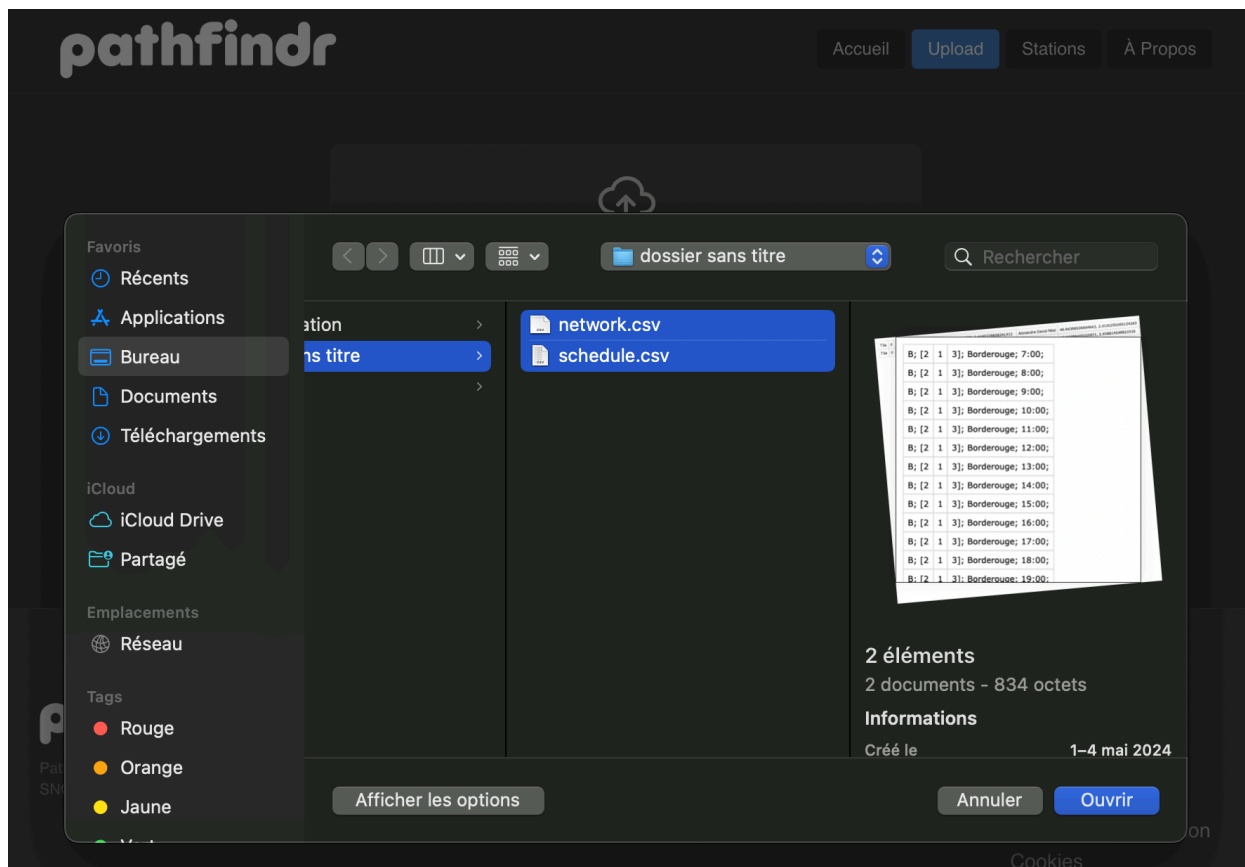 pathfindr
Accueil Upload Stations À Propos
Favoris
Récents
Applications
Bureau
Documents
Téléchargements
iCloud
iCloud Drive
Partagé
Emplacements
Réseau
Tags
Rouge
Orange
Jaune
dossier sans titre
Rechercher
ation
ns titre
network.csv
schedule.csv
B; [2 1 3]; Borderouge; 7:00;
B; [2 1 3]; Borderouge; 8:00;
B; [2 1 3]; Borderouge; 9:00;
B; [2 1 3]; Borderouge; 10:00;
B; [2 1 3]; Borderouge; 11:00;
B; [2 1 3]; Borderouge; 12:00;
B; [2 1 3]; Borderouge; 13:00;
B; [2 1 3]; Borderouge; 14:00;
B; [2 1 3]; Borderouge; 15:00;
B; [2 1 3]; Borderouge; 16:00;
B; [2 1 3]; Borderouge; 17:00;
B; [2 1 3]; Borderouge; 18:00;
B; [2 1 3]; Borderouge; 19:00;
2 éléments
2 documents - 834 octets
Informations
Créé le 1–4 mai 2024
Afficher les options
Annuler Ouvrir
p
Pat
SN
on
Cookies